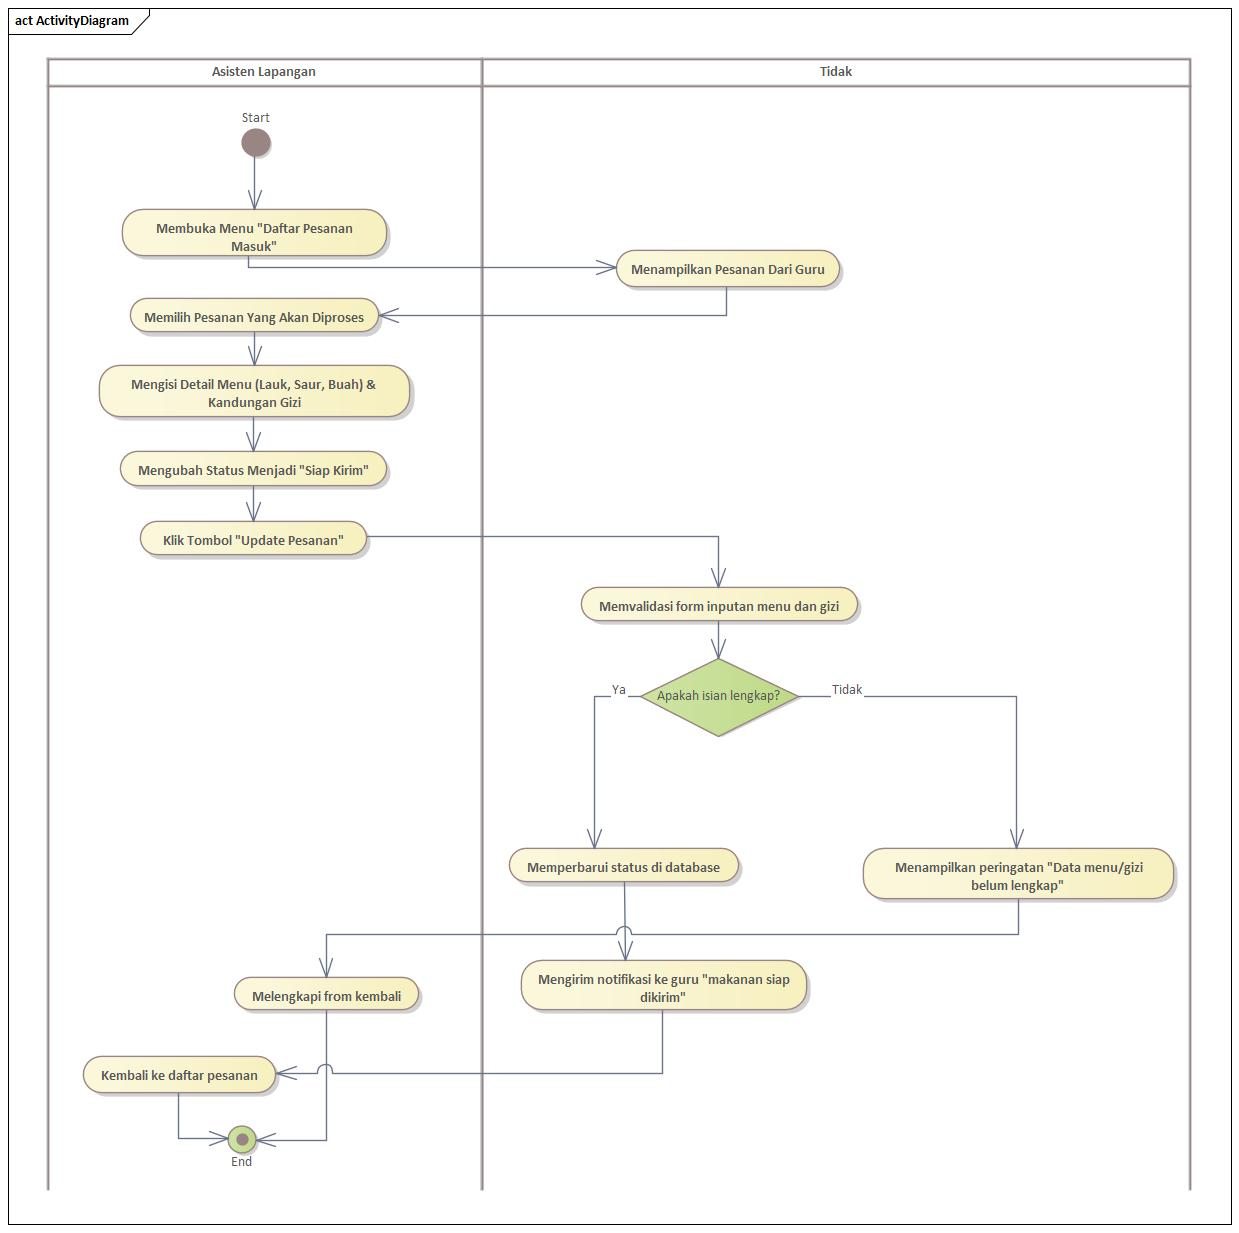 act ActivityDiagram
Asisten Lapangan
Tidak
Start
Membuka Menu "Daftar Pesanan
Masuk"
Menampilkan Pesanan Dari Guru
Memilih Pesanan Yang Akan Diproses
Mengisi Detail Menu (Lauk, Saur, Buah) &
Kandungan Gizi
Mengubah Status Menjadi "Siap Kirim"
Klik Tombol "Update Pesanan"
Memvalidasi form inputan menu dan gizi
Ya
Apakah isian lengkap?
Tidak
Memperbarui status di database
Menampilkan peringatan "Data menu/gizi
belum lengkap"
Melengkapi from kembali
Mengirim notifikasi ke guru "makanan siap
dikirim"
Kembali ke daftar pesanan
End